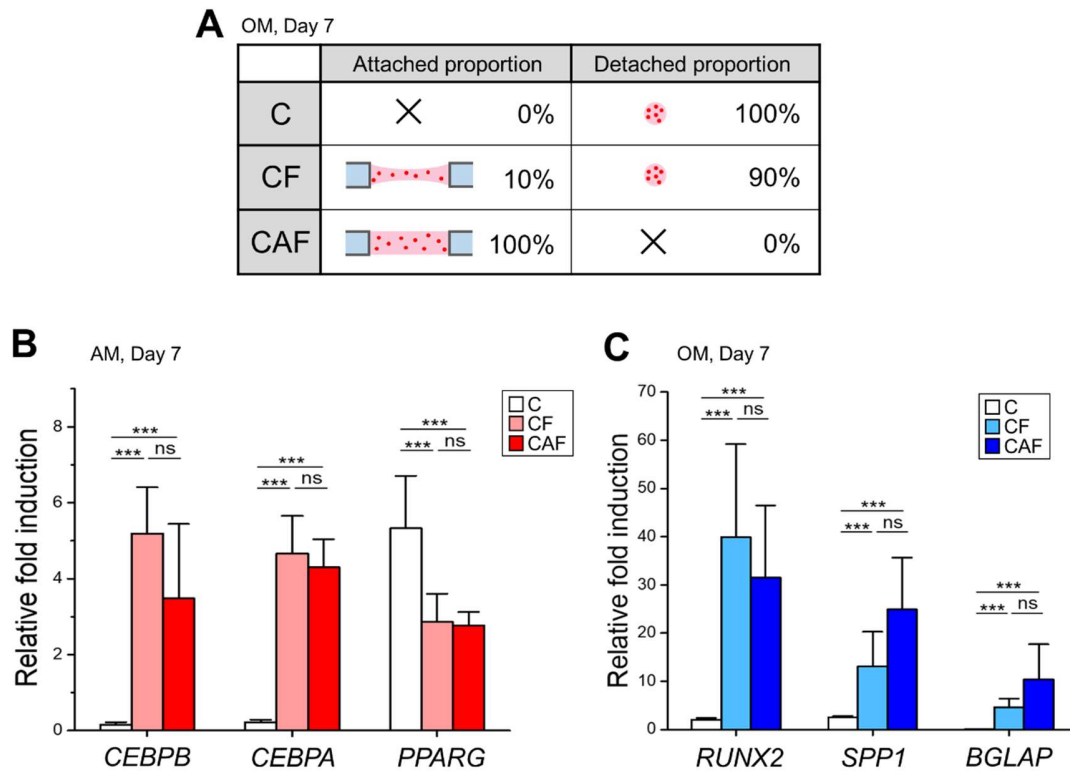 A OM, Day 7
Attached proportion Detached proportion
C 0% 100%
CF 10% 90%
CAF 100% 0%
B AM, Day 7
C
CF
CAF
Relative fold induction
8
6
4
2
0
*** *** ns
*** *** ns
*** *** ns
CEBPB CEBPA PPARG
C OM, Day 7
C
CF
CAF
Relative fold induction
70
60
50
40
30
20
10
0
*** *** ns
*** *** ns
*** *** ns
RUNX2 SPP1 BGLAP